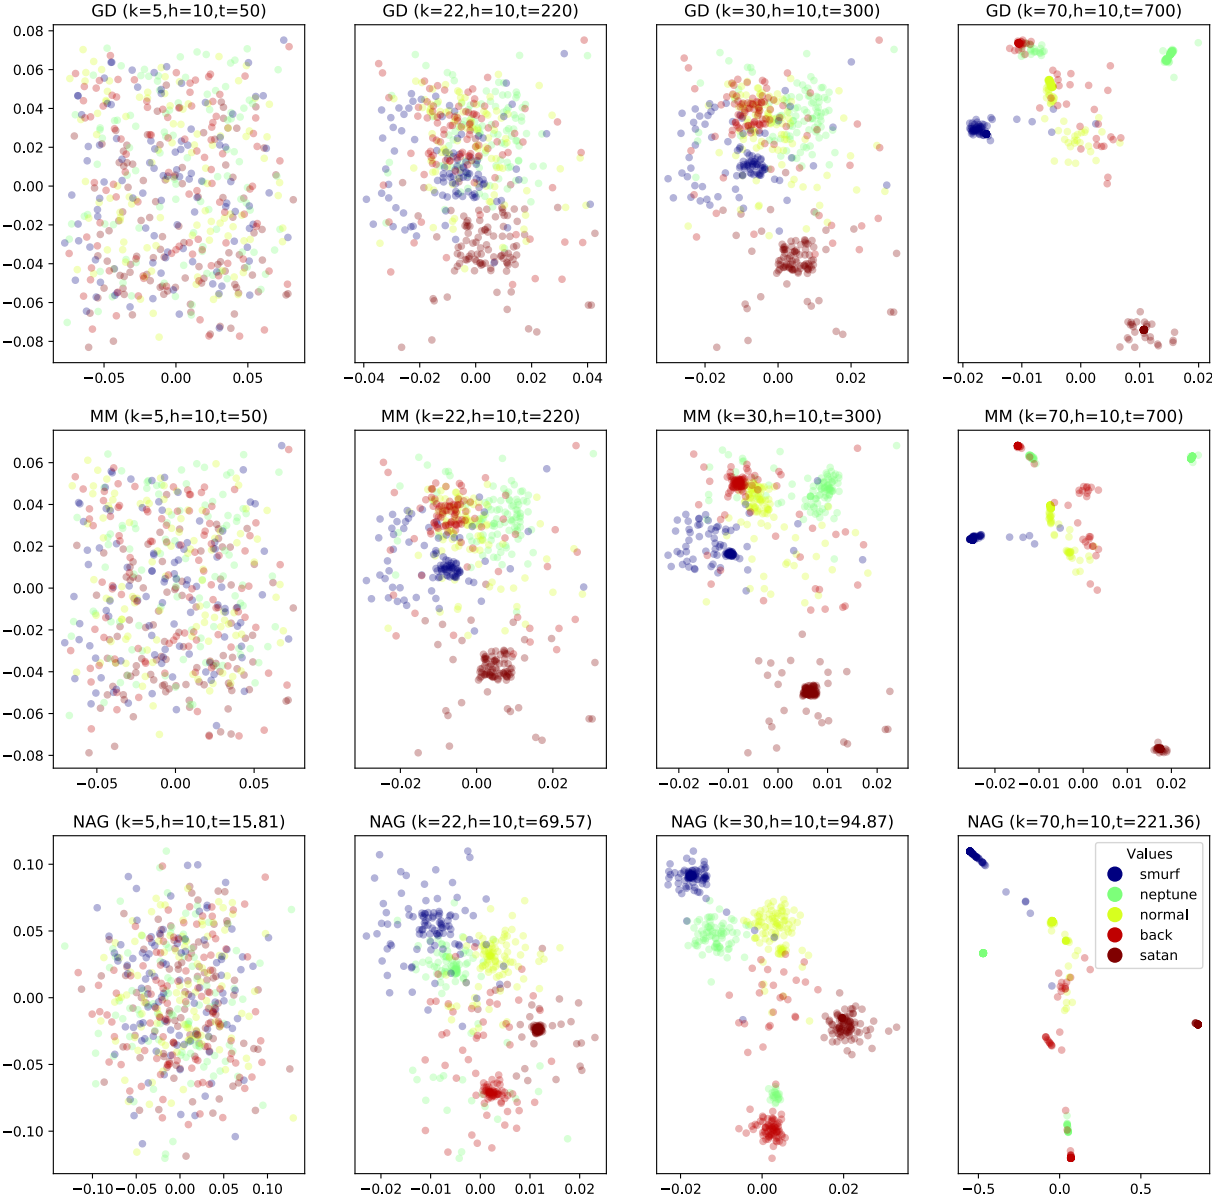 GD (k=5,h=10,t=50) GD (k=22,h=10,t=220) GD (k=30,h=10,t=300) GD (k=70,h=10,t=700)
0.08
0.06
0.04
0.02
0.00
−0.02
−0.04
−0.06
−0.08
−0.05 0.00 0.05 −0.04 −0.02 0.00 0.02 0.04 −0.02 0.00 0.02 −0.02 −0.01 0.00 0.01 0.02
MM (k=5,h=10,t=50) MM (k=22,h=10,t=220) MM (k=30,h=10,t=300) MM (k=70,h=10,t=700)
0.06
0.04
0.02
0.00
−0.02
−0.04
−0.06
−0.08
−0.05 0.00 0.05 −0.02 0.00 0.02 −0.02 −0.01 0.00 0.01 0.02 −0.02 −0.01 0.00 0.01 0.02
NAG (k=5,h=10,t=15.81) NAG (k=22,h=10,t=69.57) NAG (k=30,h=10,t=94.87) NAG (k=70,h=10,t=221.36)
0.10
0.05
0.00
−0.05
−0.10
Values
smurf
neptune
normal
back
satan
−0.10 −0.05 0.00 0.05 0.10 −0.02 −0.01 0.00 0.01 0.02 −0.02 0.00 0.02 −0.5 0.0 0.5